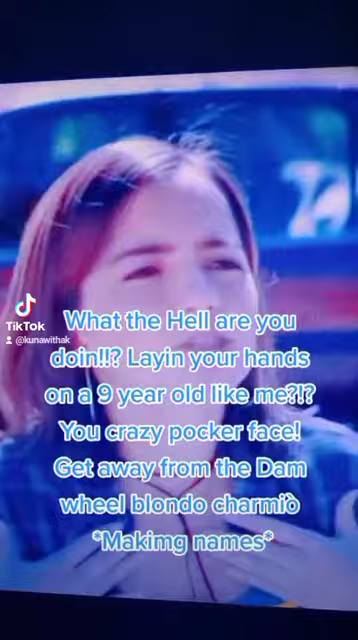 What the Hell are you
doin!!? Layin your hands
on a 9 year old like me?!?
You crazy pocker face!
Get away from the Dam
wheel blondo charmiò
*Makimg names*
TikTok
@kunawithak